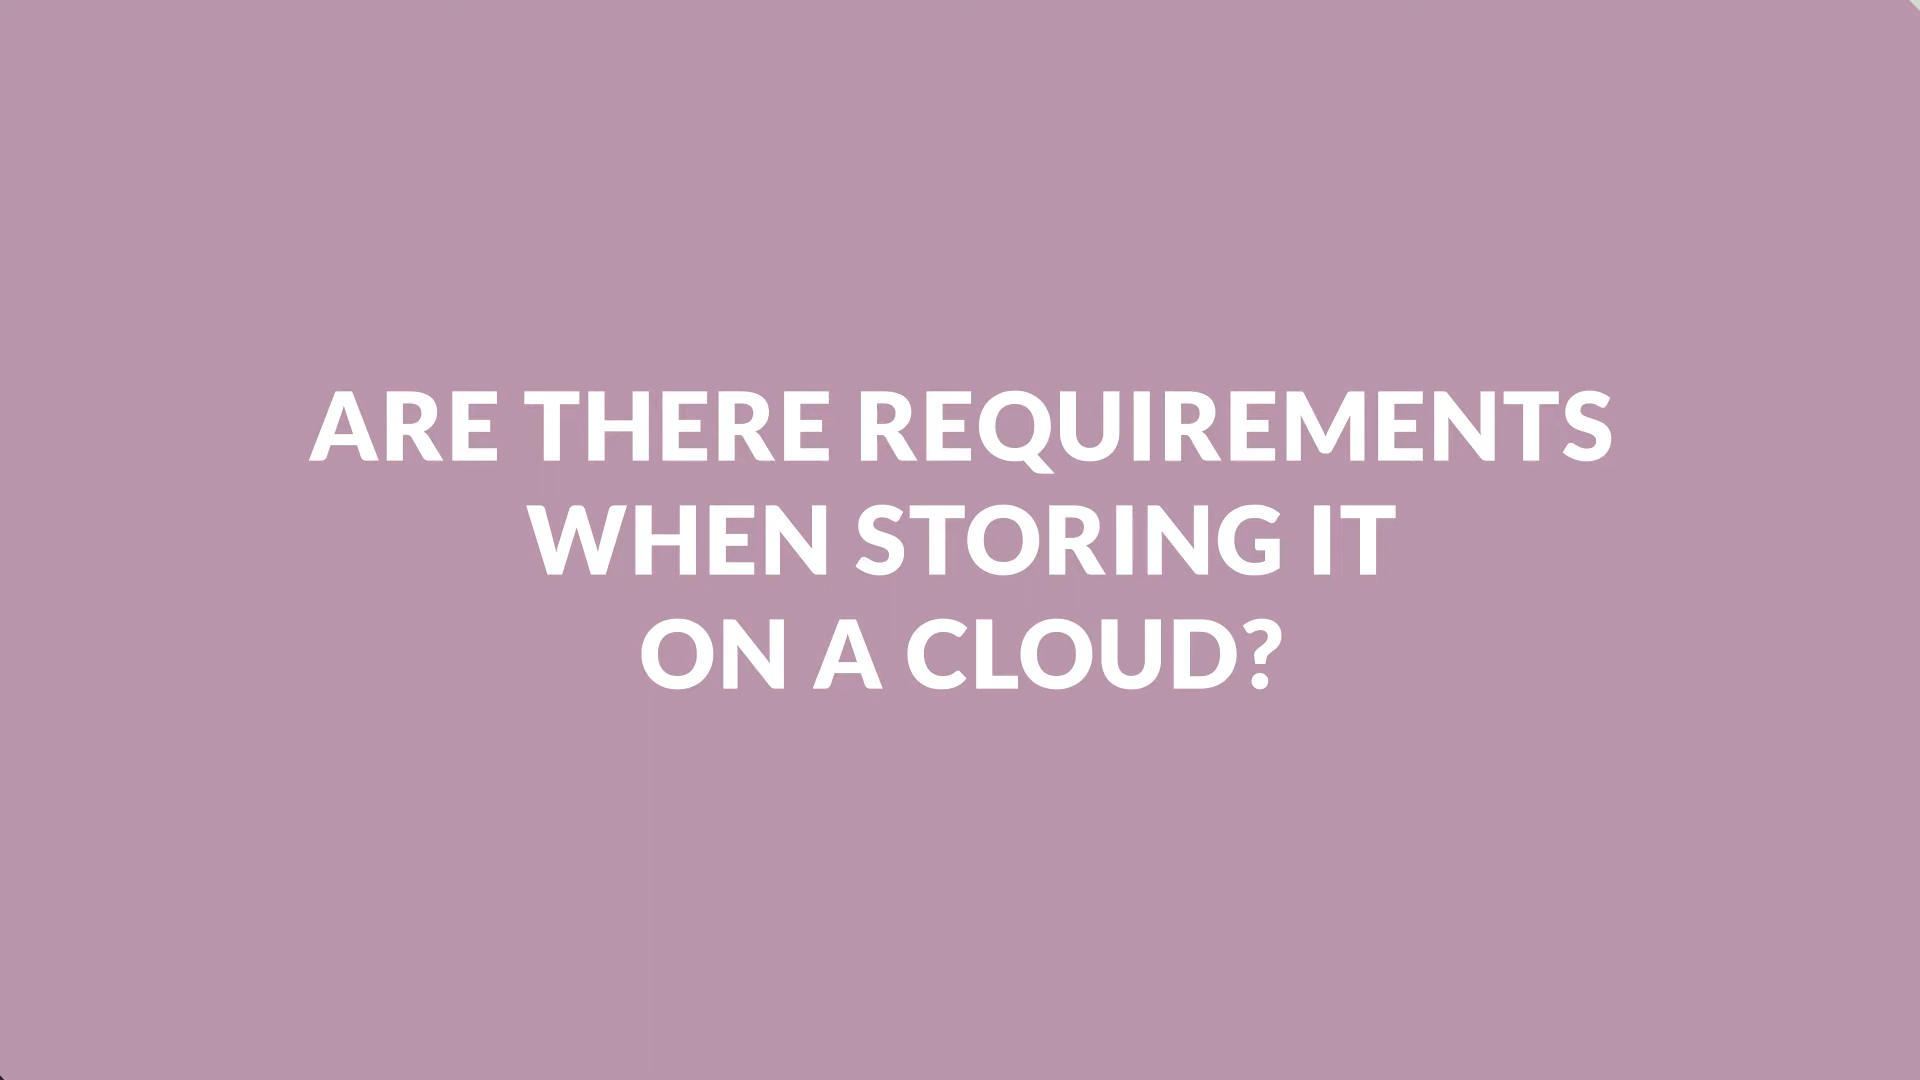 ARE THERE REQUIREMENTS
WHEN STORING IT
ON A CLOUD?